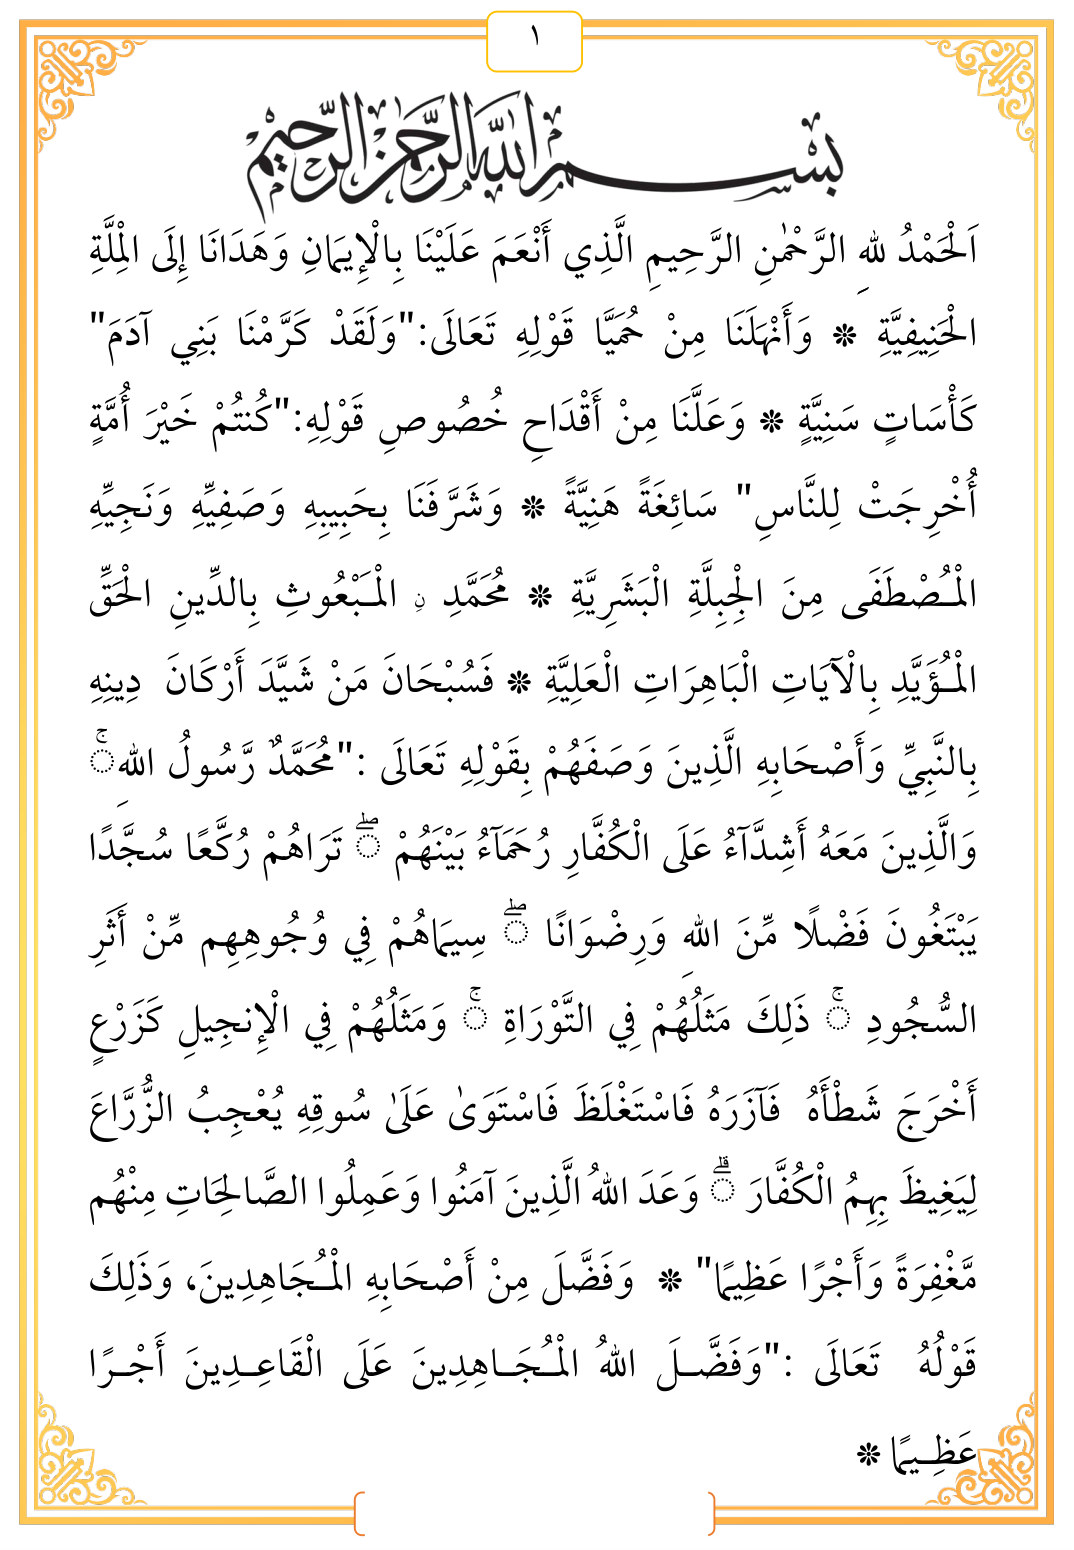 ١
بِسْمِ اللهِ الرَّحْمٰنِ الرَّحِيمِ
اَلْحَمْدُ للهِ الرَّحْمٰنِ الرَّحِيمِ الَّذِي أَنْعَمَ عَلَيْنَا بِالْإِيمَانِ وَهَدَانَا إِلَى الْمِلَّةِ
الْحَنِيفِيَّةِ ❊ وَأَنْهَلَنَا مِنْ حُمَيَّا قَوْلِهِ تَعَالَى:"وَلَقَدْ كَرَّمْنَا بَنِي آدَمَ"
كَأْسَاتٍ سَنِيَّةٍ ❊ وَعَلَّنَا مِنْ أَقْدَاحِ خُصُوصِ قَوْلِهِ:"كُنتُمْ خَيْرَ أُمَّةٍ
أُخْرِجَتْ لِلنَّاسِ" سَائِغَةً هَنِيَّةً ❊ وَشَرَّفَنَا بِحَبِيبِهِ وَصَفِيِّهِ وَنَجِيِّهِ
الْمُصْطَفَى مِنَ الْجِبِلَّةِ الْبَشَرِيَّةِ ❊ مُحَمَّدِ نِ الْمَبْعُوثِ بِالدِّينِ الْحَقِّ
الْمُؤَيَّدِ بِالْآيَاتِ الْبَاهِرَاتِ الْعَلِيَّةِ ❊ فَسُبْحَانَ مَنْ شَيَّدَ أَرْكَانَ دِينِهِ
بِالنَّبِيِّ وَأَصْحَابِهِ الَّذِينَ وَصَفَهُمْ بِقَوْلِهِ تَعَالَى :"مُحَمَّدٌ رَّسُولُ اللهِ ۚ
وَالَّذِينَ مَعَهُ أَشِدَّآءُ عَلَى الْكُفَّارِ رُحَمَآءُ بَيْنَهُمْ ۖ تَرَاهُمْ رُكَّعًا سُجَّدًا
يَبْتَغُونَ فَضْلًا مِّنَ اللهِ وَرِضْوَانًا ۖ سِيمَاهُمْ فِي وُجُوهِهِم مِّنْ أَثَرِ
السُّجُودِ ۚ ذَلِكَ مَثَلُهُمْ فِي التَّوْرَاةِ ۚ وَمَثَلُهُمْ فِي الْإِنجِيلِ كَزَرْعٍ
أَخْرَجَ شَطْأَهُ فَآزَرَهُ فَاسْتَغْلَظَ فَاسْتَوَىٰ عَلَىٰ سُوقِهِ يُعْجِبُ الزُّرَّاعَ
لِيَغِيظَ بِهِمُ الْكُفَّارَ ۗ وَعَدَ اللهُ الَّذِينَ آمَنُوا وَعَمِلُوا الصَّالِحَاتِ مِنْهُم
مَّغْفِرَةً وَأَجْرًا عَظِيمًا" ❊ وَفَضَّلَ مِنْ أَصْحَابِهِ الْمُجَاهِدِينَ، وَذَلِكَ
قَوْلُهُ تَعَالَى :"وَفَضَّلَ اللهُ الْمُجَاهِدِينَ عَلَى الْقَاعِدِينَ أَجْرًا
عَظِيمًا ❊